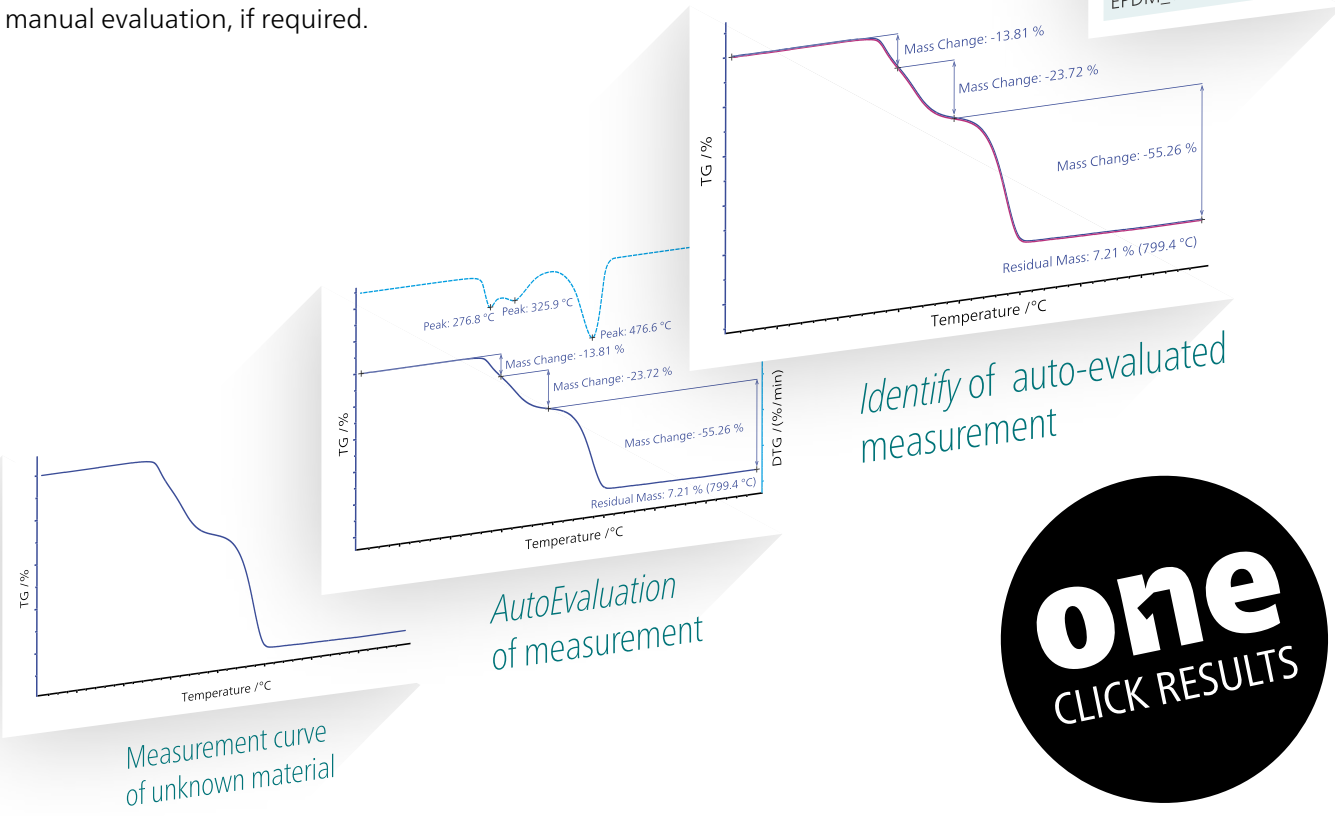 manual evaluation, if required.
EPDM_
Mass Change: -13.81 %
Mass Change: -23.72 %
Mass Change: -55.26 %
TG /%
Residual Mass: 7.21 % (799.4 °C)
Temperature /°C
Identify of auto-evaluated
measurement
Peak: 276.8 °C
Peak: 325.9 °C
Peak: 476.6 °C
Mass Change: -13.81 %
Mass Change: -23.72 %
Mass Change: -55.26 %
TG /%
DTG /(%/min)
Residual Mass: 7.21 % (799.4 °C)
Temperature /°C
AutoEvaluation
of measurement
TG /%
Temperature /°C
Measurement curve
of unknown material
one
CLICK RESULTS